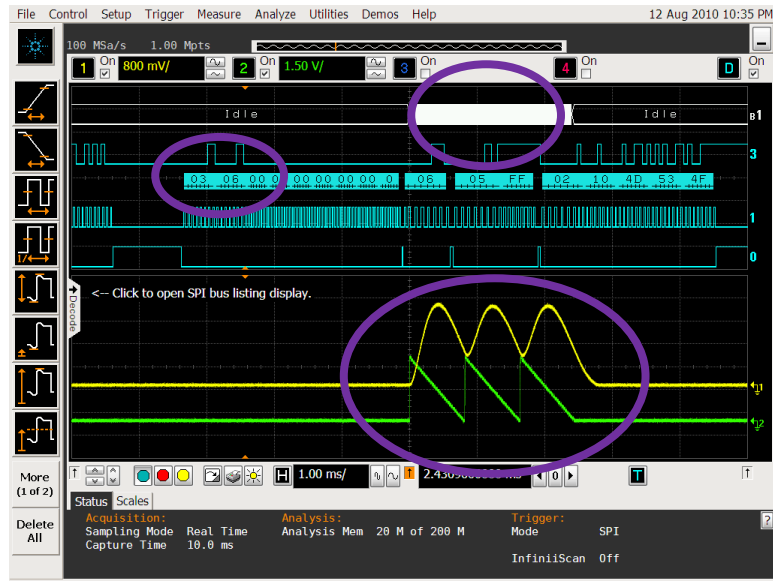 File Control Setup Trigger Measure Analyze Utilities Demos Help 12 Aug 2010 10:35 PM
100 MSa/s 1.00 Mpts
1 On 800 mV/ 2 On 1.50 V/ 3 On 4 On D On
Idle Idle B1
3
03 06 00 0 00 00 00 00 0 06 05 FF 02 10 4D 53 4F
1
0
1/
Decode
<-- Click to open SPI bus listing display.
1
2
More
(1 of 2)
Delete
All
H 1.00 ms/ 0 T
Status Scales
Acquisition: Analysis: Trigger:
Sampling Mode Real Time Analysis Mem 20 M of 200 M Mode SPI
Capture Time 10.0 ms
InfiniiScan Off
?